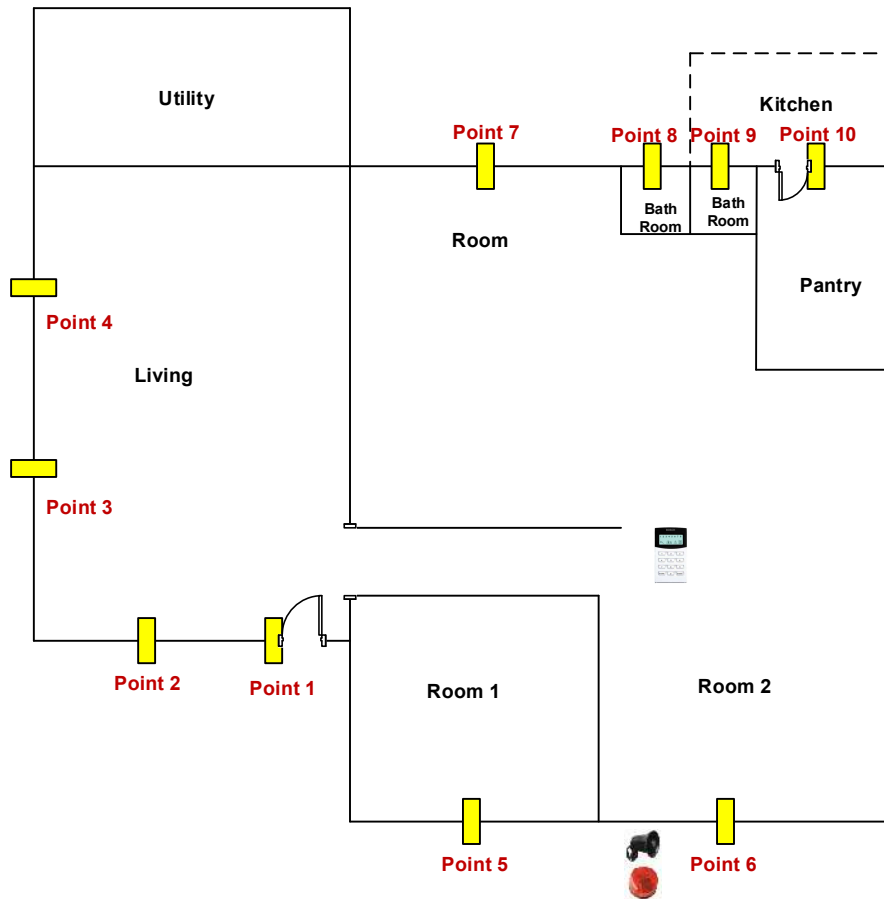 Utility
Kitchen
Point 7
Point 8
Point 9
Point 10
Bath
Room
Bath
Room
Room
Pantry
Point 4
Living
Point 3
Point 2
Point 1
Room 1
Room 2
Point 5
Point 6